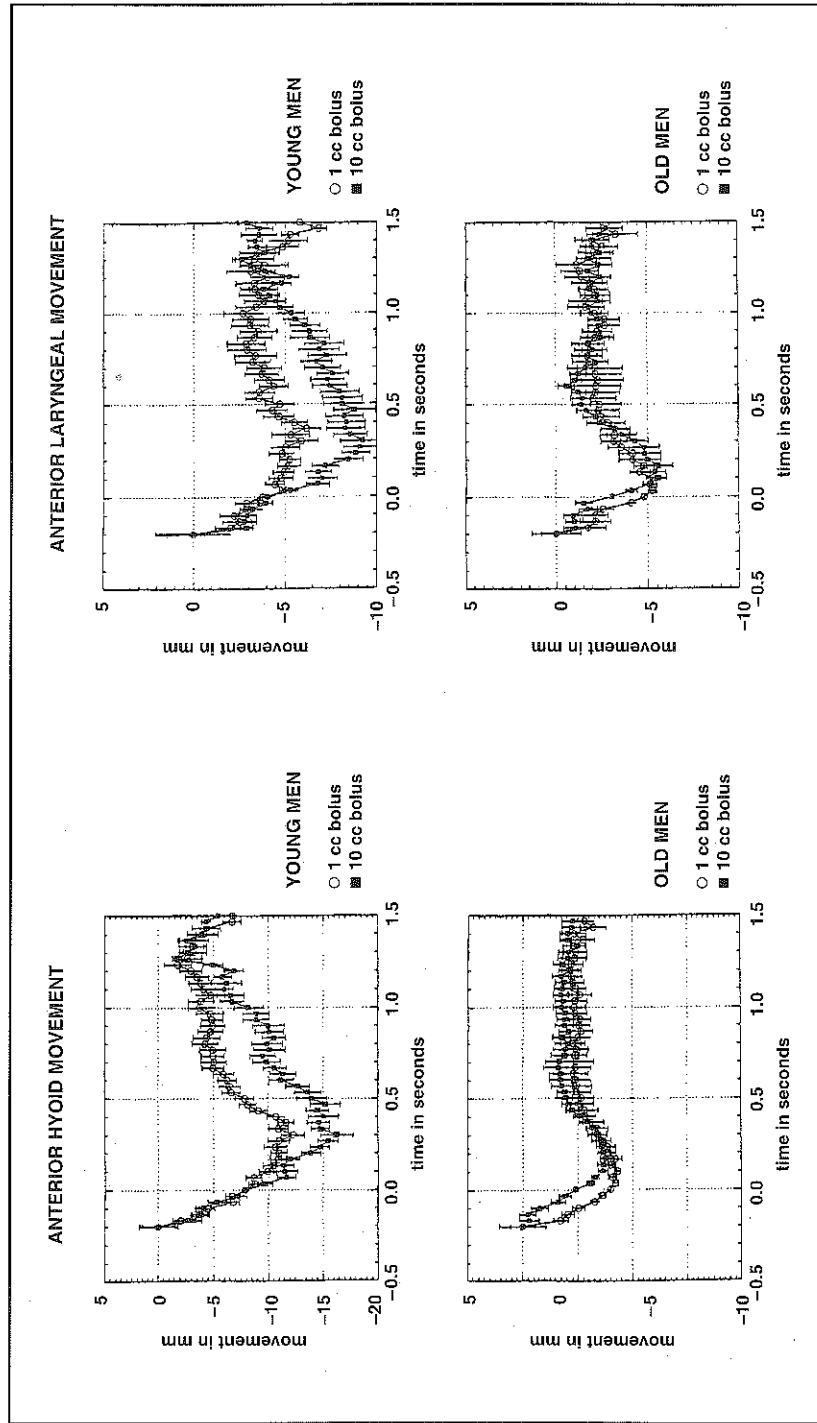 ANTERIOR HYOID MOVEMENT
5
0
−5
−10
−15
−20
movement in mm
−0.5
0.0
0.5
1.0
1.5
time in seconds
YOUNG MEN
1 cc bolus
10 cc bolus
5
0
−5
−10
movement in mm
−0.5
0.0
0.5
1.0
1.5
time in seconds
OLD MEN
1 cc bolus
10 cc bolus
ANTERIOR LARYNGEAL MOVEMENT
5
0
−5
−10
movement in mm
−0.5
0.0
0.5
1.0
1.5
time in seconds
YOUNG MEN
1 cc bolus
10 cc bolus
5
0
−5
−10
movement in mm
−0.5
0.0
0.5
1.0
1.5
time in seconds
OLD MEN
1 cc bolus
10 cc bolus